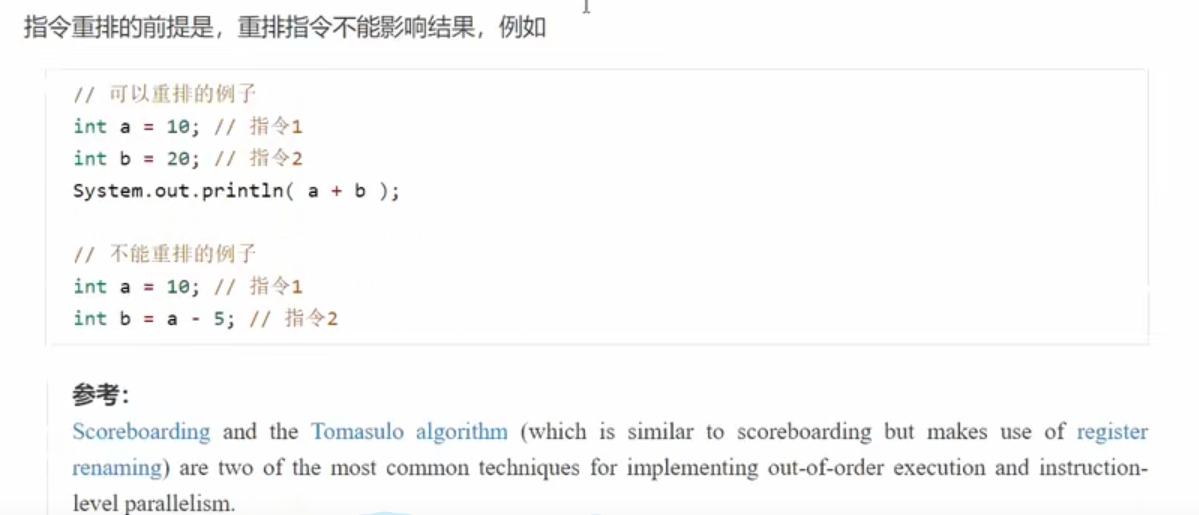 指令重排的前提是，重排指令不能影响结果，例如
// 可以重排的例子
int a = 10; // 指令1
int b = 20; // 指令2
System.out.println( a + b );
// 不能重排的例子
int a = 10; // 指令1
int b = a - 5; // 指令2
参考：
Scoreboarding and the Tomasulo algorithm (which is similar to scoreboarding but makes use of register
renaming) are two of the most common techniques for implementing out-of-order execution and instruction-
level parallelism.